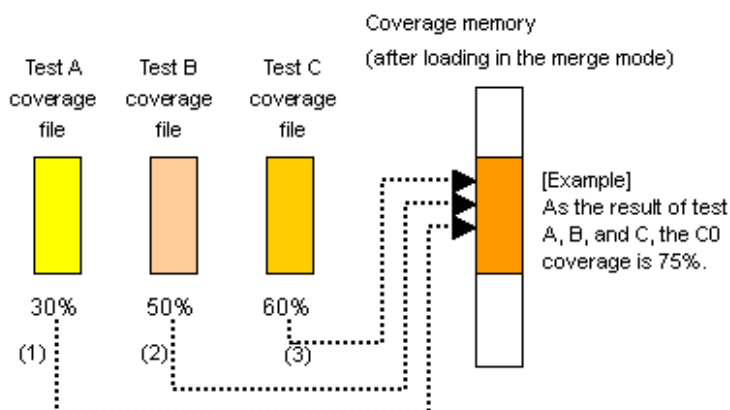 Coverage memory
(after loading in the merge mode)
Test A
coverage
file
Test B
coverage
file
Test C
coverage
file
[Example]
As the result of test
A, B, and C, the C0
coverage is 75%.
30%
50%
60%
(1)
(2)
(3)